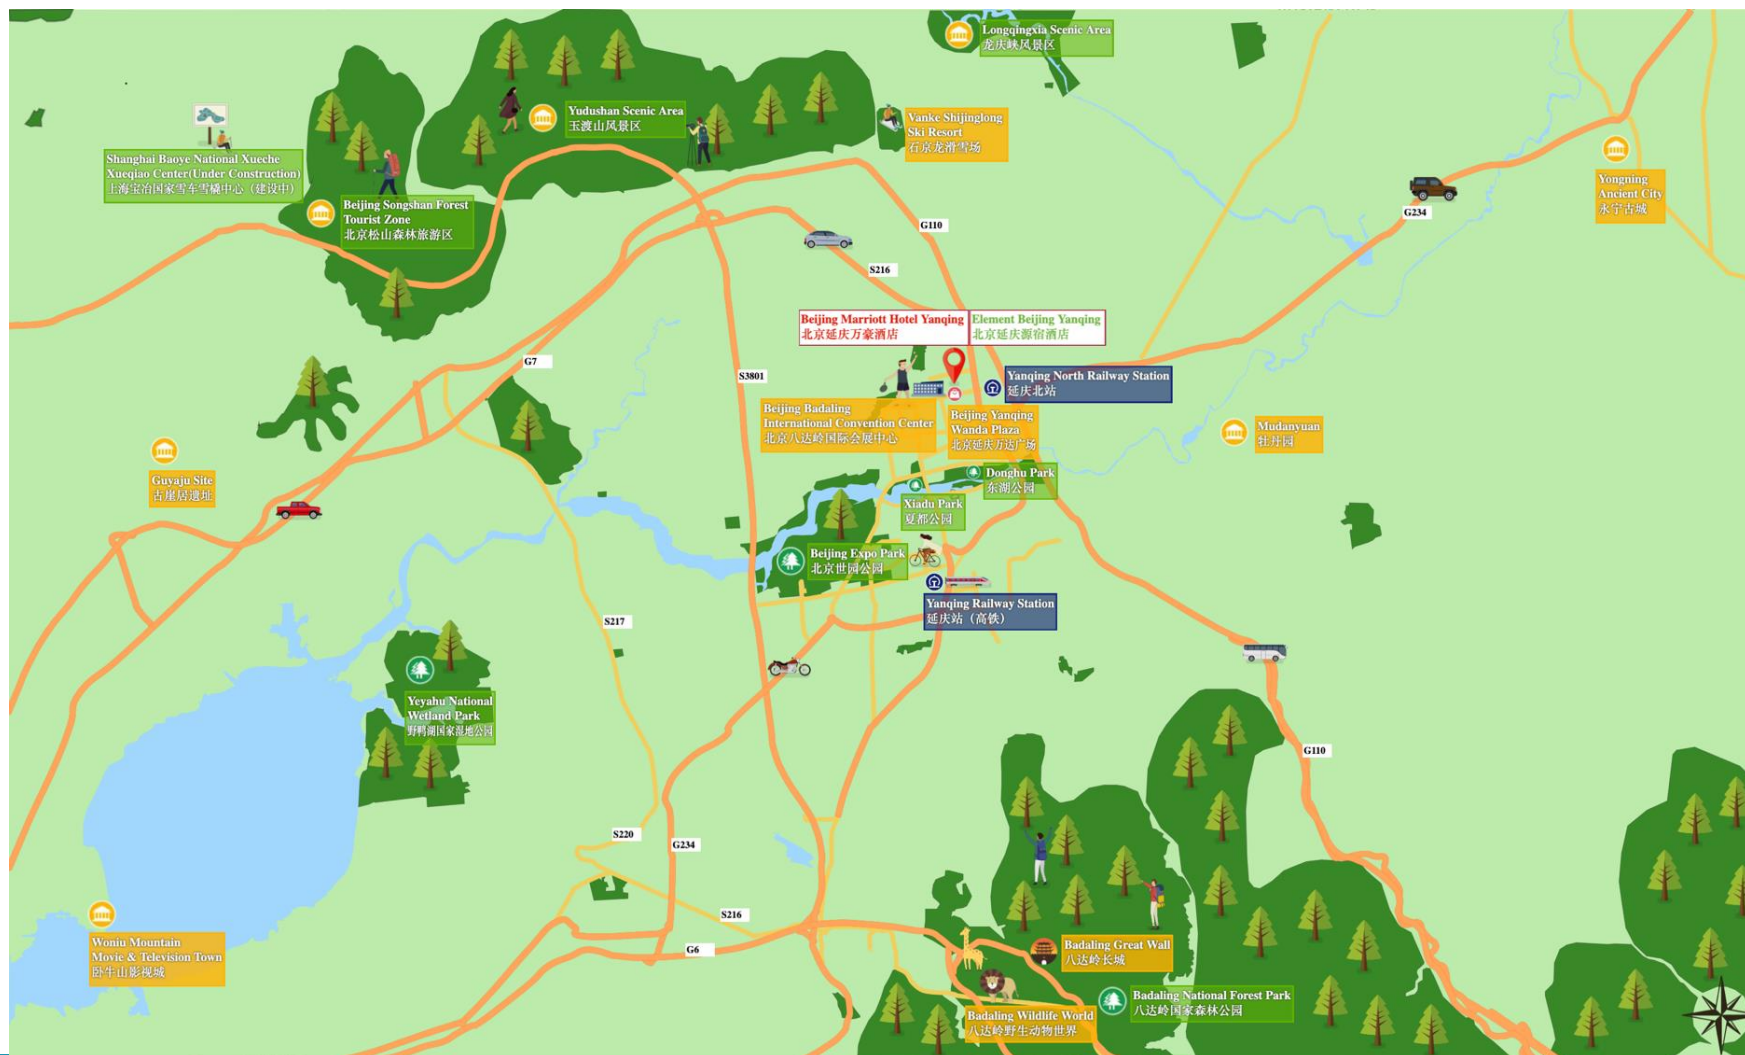 Longqingxia Scenic Area
龙庆峡风景区
Yudushan Scenic Area
玉渡山风景区
Vanke Shijinglong
Ski Resort
石京龙滑雪场
Shanghai Baoye National Xueche
Xueqiao Center(Under Construction)
上海宝冶国家雪车雪橇中心（建设中）
Yongning
Ancient City
永宁古城
Beijing Songshan Forest
Tourist Zone
北京松山森林旅游区
G234
G110
S216
Beijing Marriott Hotel Yanqing
北京延庆万豪酒店
Element Beijing Yanqing
北京延庆源宿酒店
G7
S3801
Yanqing North Railway Station
延庆北站
Beijing Badaling
International Convention Center
北京八达岭国际会展中心
Beijing Yanqing
Wanda Plaza
北京延庆万达广场
Mudanyuan
牡丹园
Guyaju Site
古崖居遗址
Donghu Park
东湖公园
Xiadu Park
夏都公园
Beijing Expo Park
北京世园公园
Yanqing Railway Station
延庆站（高铁）
S217
Yeyahu National
Wetland Park
野鸭湖国家湿地公园
G110
S220
G234
S216
G6
Woniu Mountain
Movie & Television Town
卧牛山影视城
Badaling Great Wall
八达岭长城
Badaling National Forest Park
八达岭国家森林公园
Badaling Wildlife World
八达岭野生动物世界